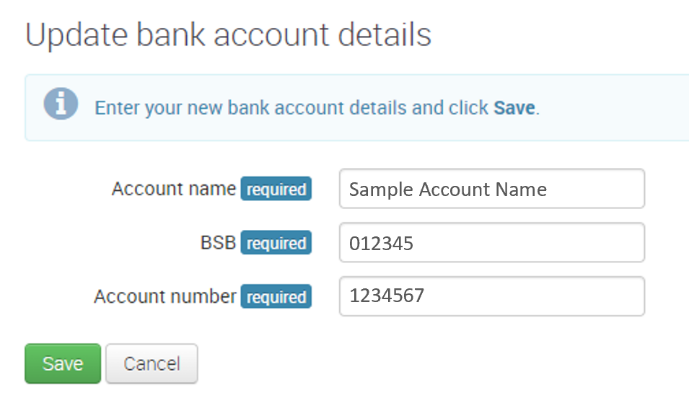 Update bank account details
Enter your new bank account details and click Save.
Account name required Sample Account Name
BSB required 012345
Account number required 1234567
Save Cancel